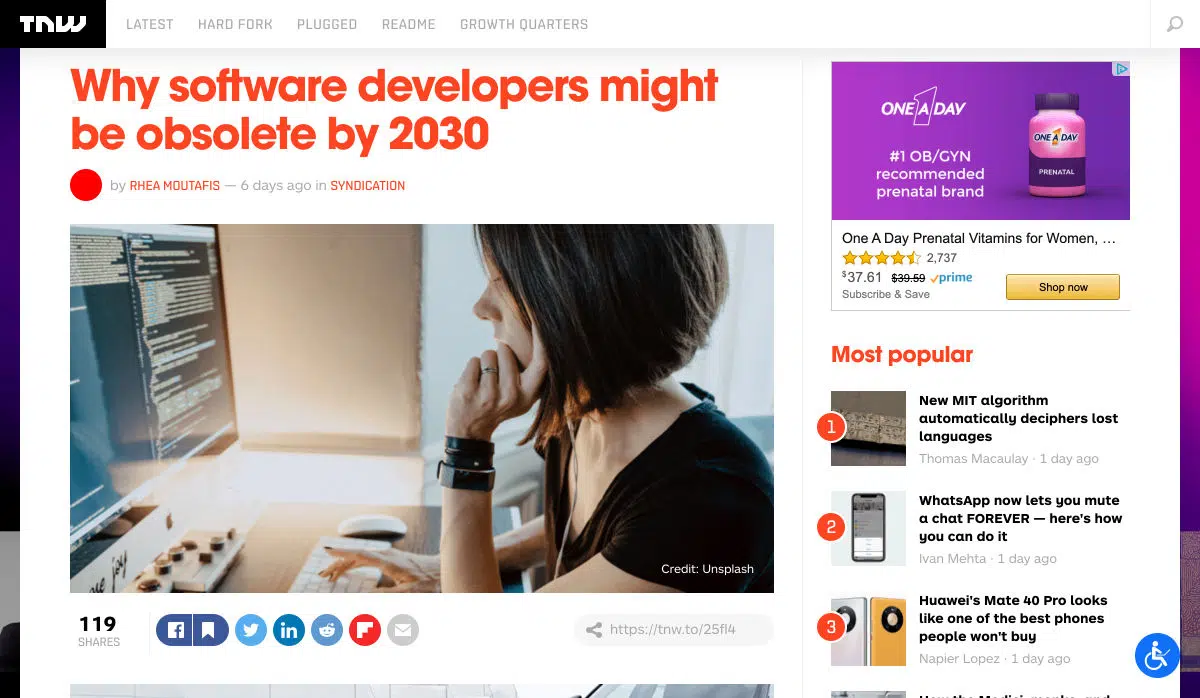 TNW
LATEST
HARD FORK
PLUGGED
README
GROWTH QUARTERS
Why software developers might
be obsolete by 2030
by RHEA MOUTAFIS — 6 days ago in SYNDICATION
Credit: Unsplash
119
SHARES
https://tnw.to/25fl4
ONE A DAY
#1 OB/GYN
recommended
prenatal brand
ONE A DAY
PRENATAL
One A Day Prenatal Vitamins for Women, …
2,737
$37.61 $39.59 prime
Subscribe & Save
Shop now
Most popular
1
New MIT algorithm
automatically deciphers lost
languages
Thomas Macaulay · 1 day ago
2
WhatsApp now lets you mute
a chat FOREVER — here's how
you can do it
Ivan Mehta · 1 day ago
3
Huawei's Mate 40 Pro looks
like one of the best phones
people won't buy
Napier Lopez · 1 day ago